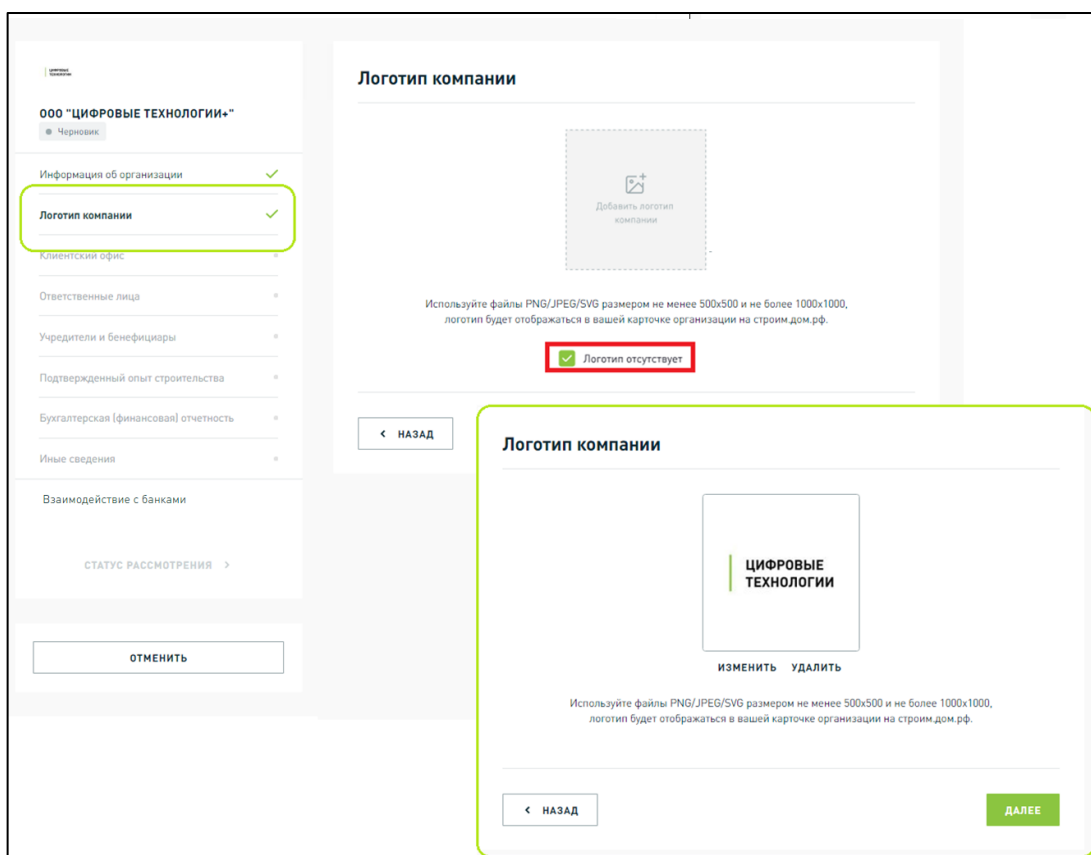 ЦИФРОВЫЕ
ТЕХНОЛОГИИ
ООО "ЦИФРОВЫЕ ТЕХНОЛОГИИ+"
Черновик
Информация об организации
Логотип компании
Клиентский офис
Ответственные лица
Учредители и бенефициары
Подтвержденный опыт строительства
Бухгалтерская (финансовая) отчетность
Иные сведения
Взаимодействие с банками
СТАТУС РАССМОТРЕНИЯ >
ОТМЕНИТЬ
Логотип компании
Добавить логотип
компании
Используйте файлы PNG/JPEG/SVG размером не менее 500x500 и не более 1000x1000,
логотип будет отображаться в вашей карточке организации на строим.дом.рф.
Логотип отсутствует
< НАЗАД
Логотип компании
ЦИФРОВЫЕ
ТЕХНОЛОГИИ
ИЗМЕНИТЬ УДАЛИТЬ
Используйте файлы PNG/JPEG/SVG размером не менее 500x500 и не более 1000x1000,
логотип будет отображаться в вашей карточке организации на строим.дом.рф.
< НАЗАД
ДАЛЕЕ